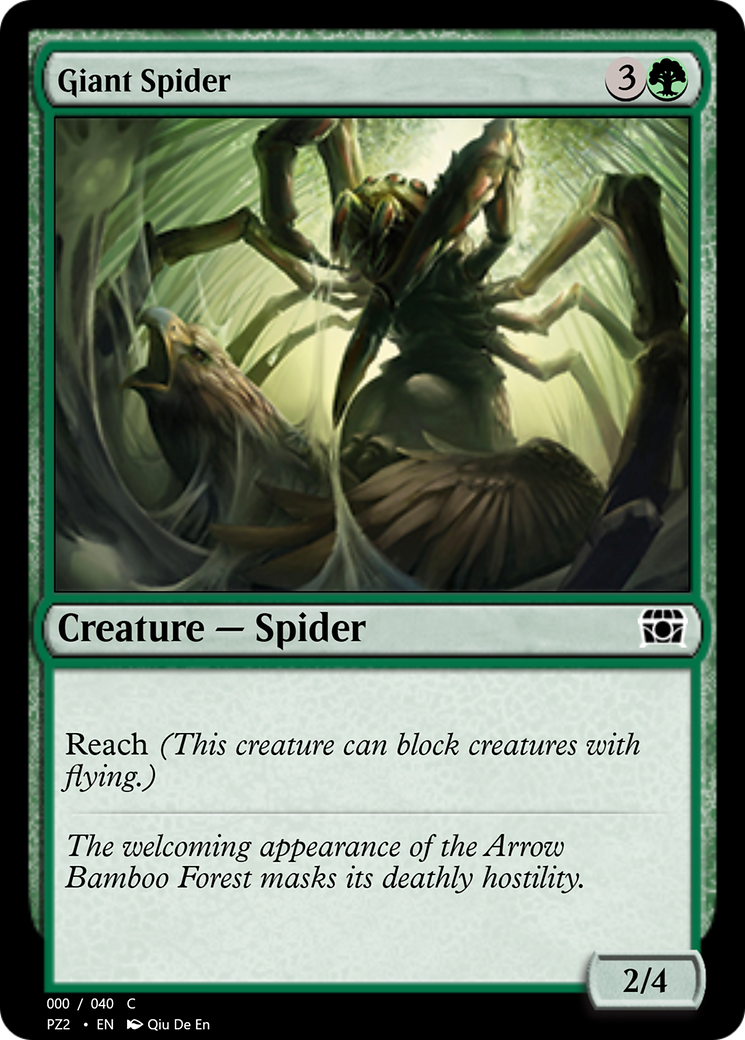 Giant Spider 3
Creature — Spider
Reach (This creature can block creatures with
flying.)
The welcoming appearance of the Arrow
Bamboo Forest masks its deathly hostility.
2/4
000 / 040 C
PZ2 • EN Qiu De En